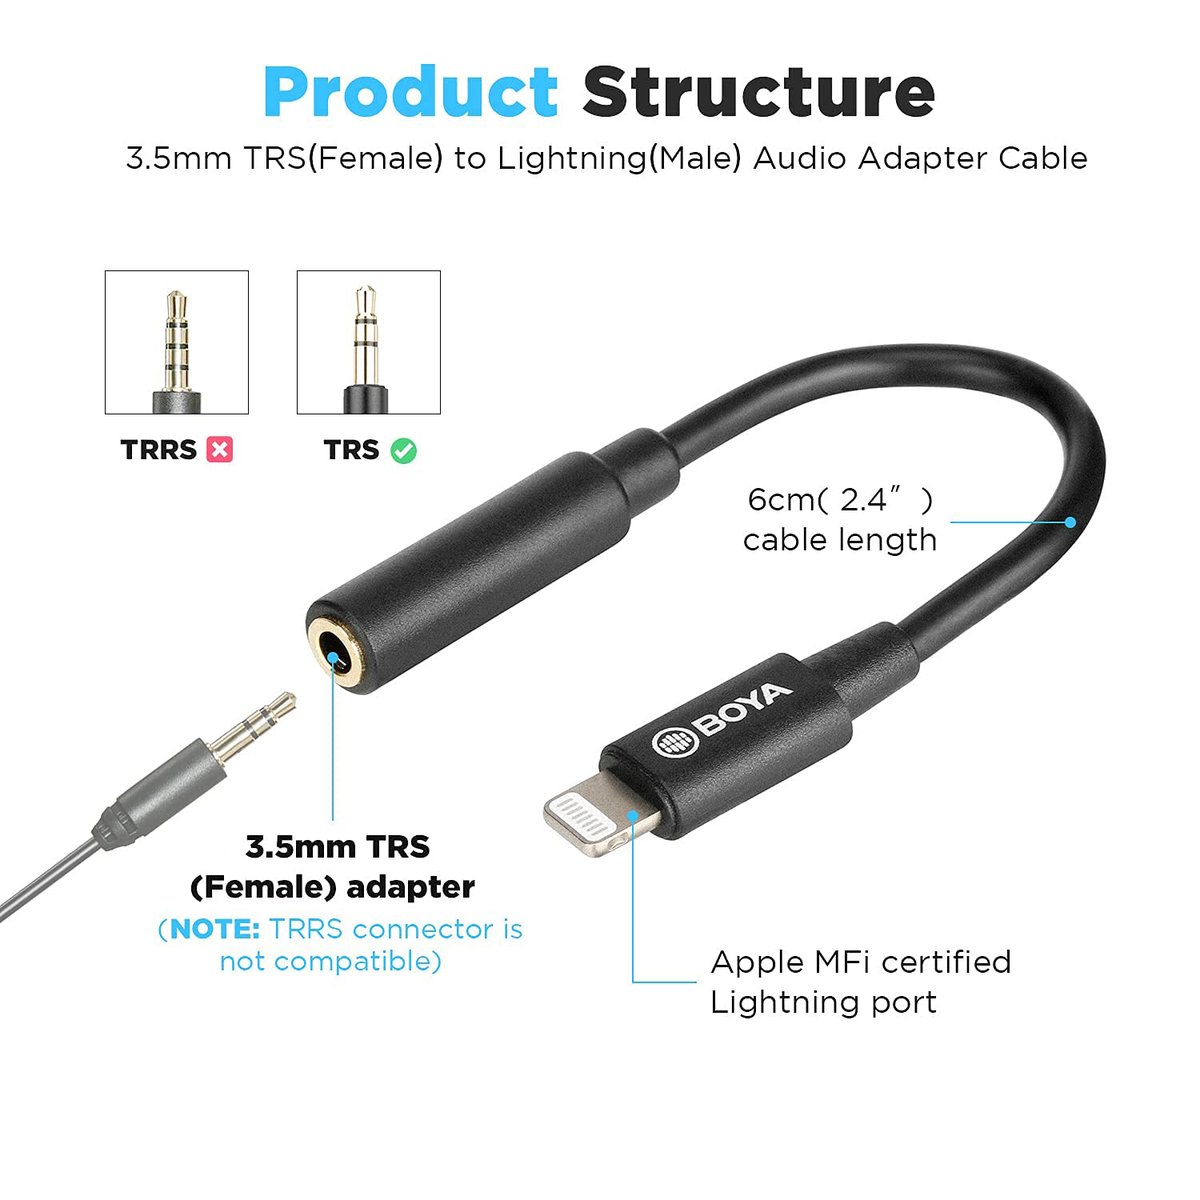 Product Structure
3.5mm TRS(Female) to Lightning(Male) Audio Adapter Cable
TRRS
TRS
6cm( 2.4″ )
cable length
BOYA
3.5mm TRS
(Female) adapter
(NOTE: TRRS connector is
not compatible)
Apple MFi certified
Lightning port